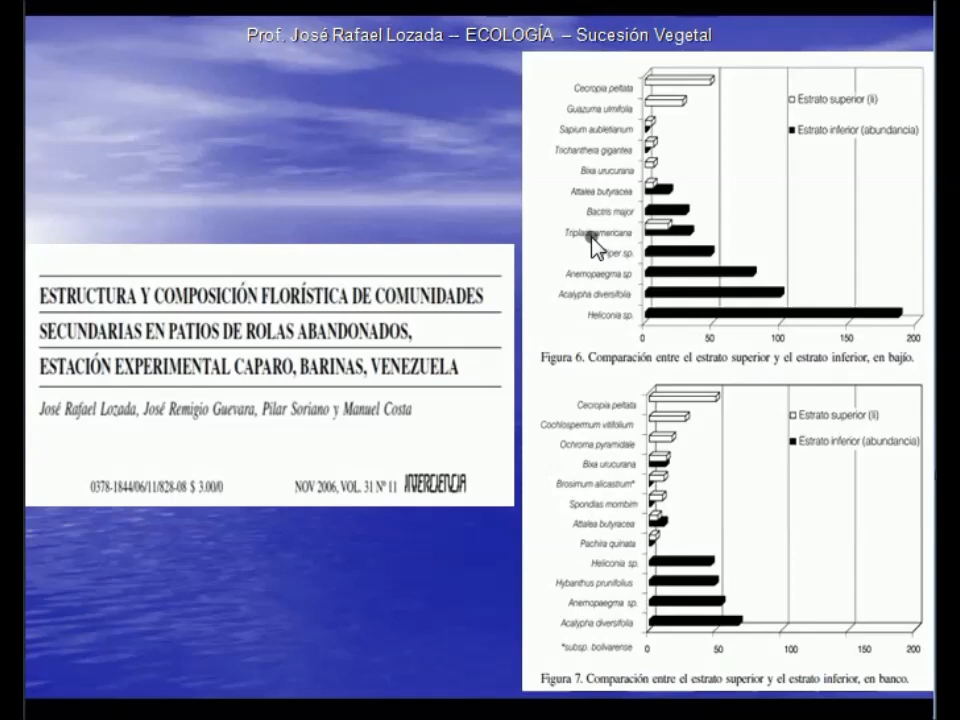 Prof. José Rafael Lozada -- ECOLOGÍA -- Sucesión Vegetal
ESTRUCTURA Y COMPOSICIÓN FLORÍSTICA DE COMUNIDADES
SECUNDARIAS EN PATIOS DE ROLAS ABANDONADOS,
ESTACIÓN EXPERIMENTAL CAPARO, BARINAS, VENEZUELA
José Rafael Lozada, José Remigio Guevara, Pilar Soriano y Manuel Costa
0378-1844/06/11/828-08 $ 3.00/0
NOV 2006, VOL. 31 Nº 11 INTERCIENCIA
Cecropia peltata
Guazuma ulmifolia
Sapium aubletianum
Trichanthera gigantea
Bixa urucurana
Attalea butyracea
Bactris major
americana
sp.
Anemopaegma sp
Acalypha diversifolia
Heliconia sp.
Estrato superior (Ii)
Estrato inferior (abundancia)
0 50 100 150 200
Figura 6. Comparación entre el estrato superior y el estrato inferior, en bajío.
Cecropia peltata
Cochlospermum vitifolium
Ochroma pyramidale
Bixa urucurana
Brosimum alicastrum*
Spondias mombim
Attalea butyracea
Pachira quinata
Heliconia sp.
Hybanthus prunifolius
Anemopaegma sp.
Acalypha diversifolia
*subsp. bolivarense
Estrato superior (Ii)
Estrato inferior (abundancia)
0 50 100 150 200
Figura 7. Comparación entre el estrato superior y el estrato inferior, en banco.